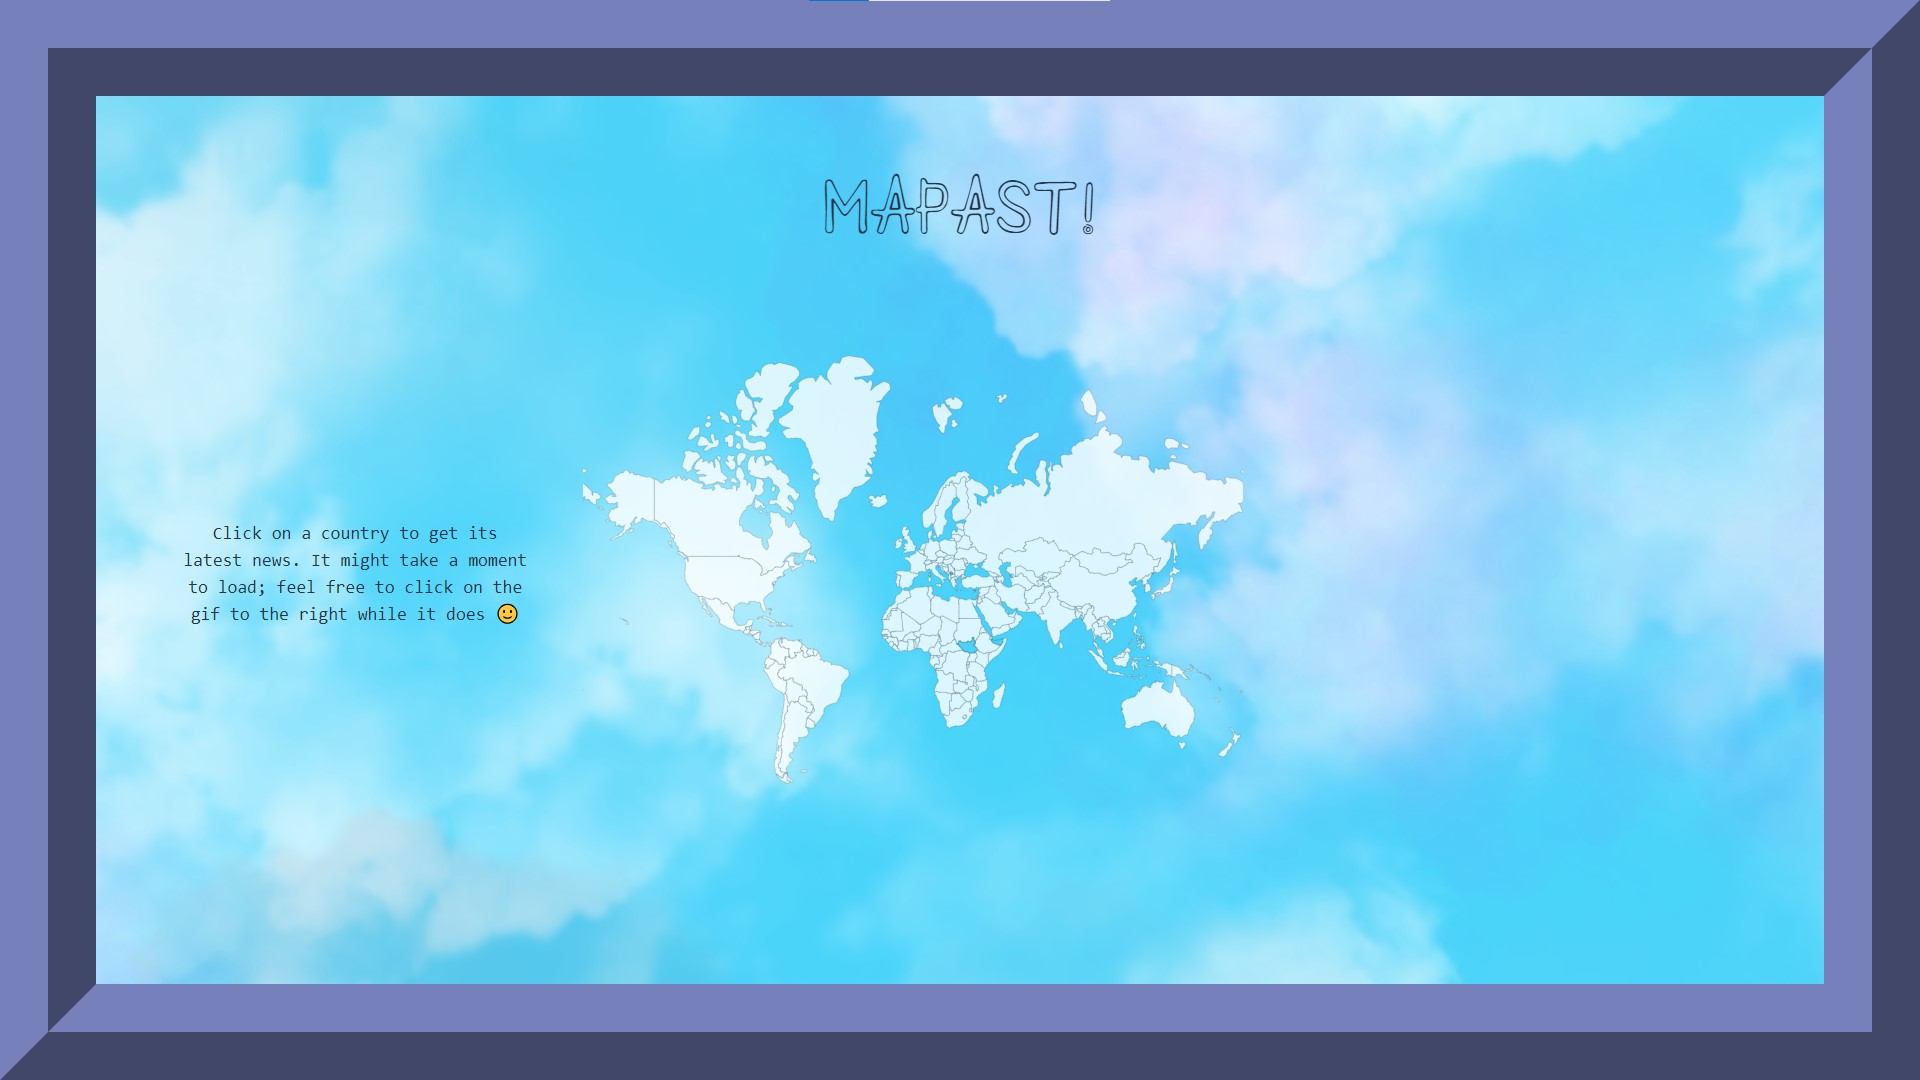 MAPAST!
Click on a country to get its
latest news. It might take a moment
to load; feel free to click on the
gif to the right while it does 🙂